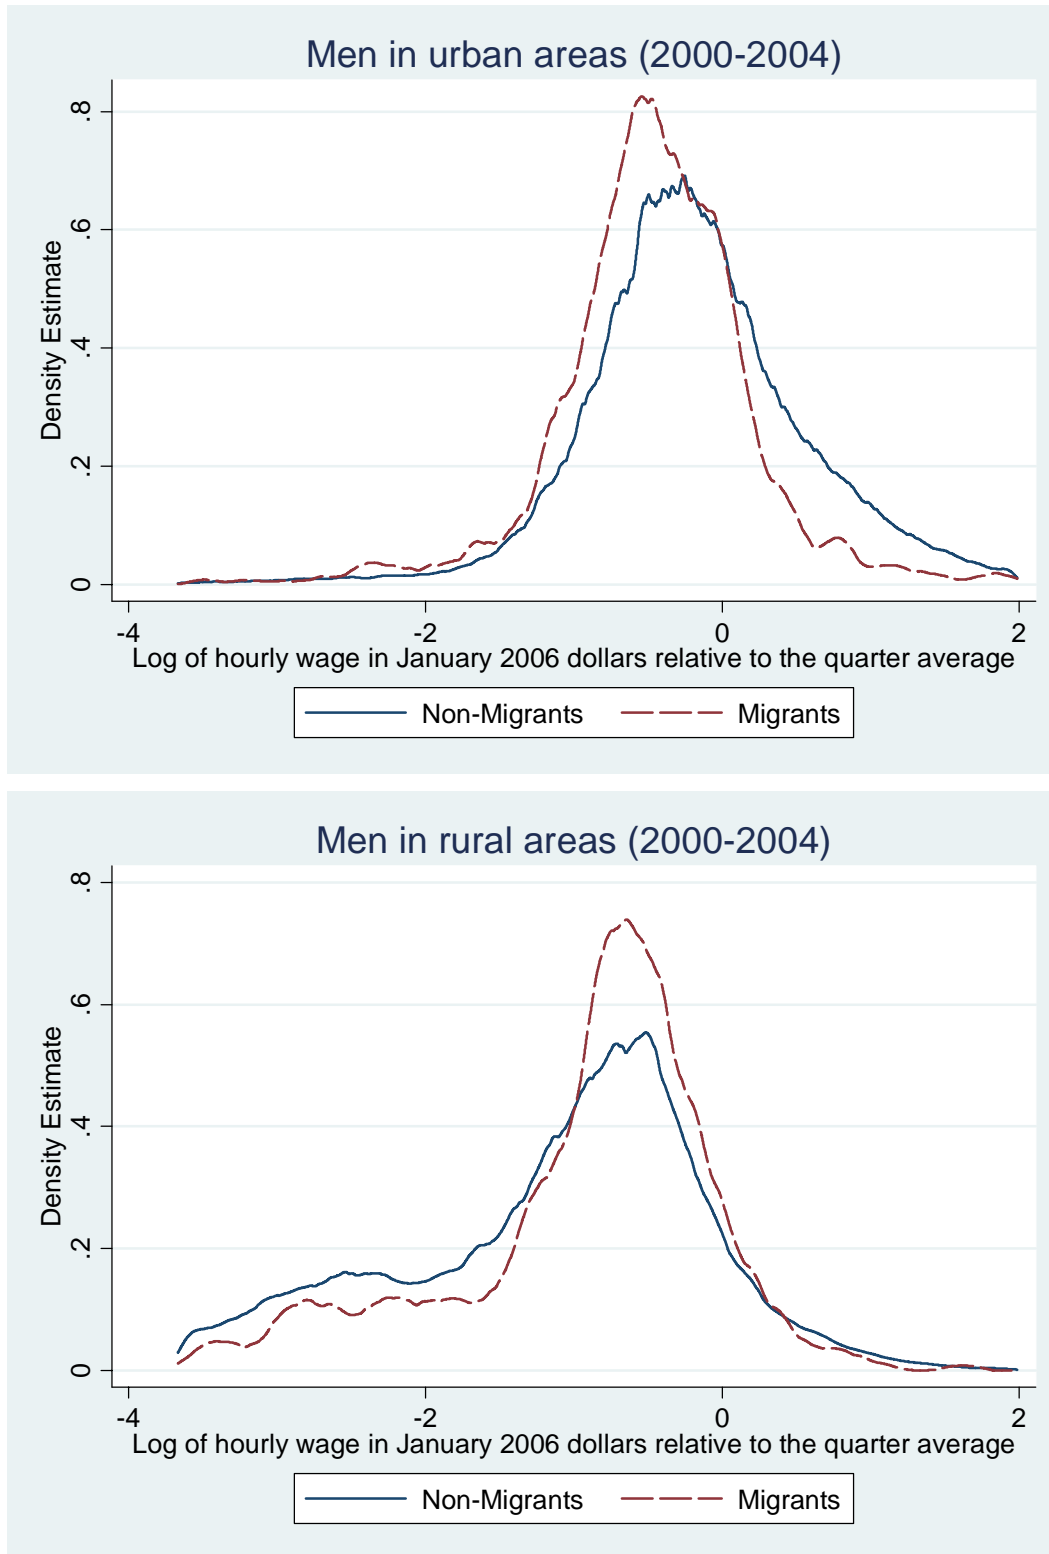 Men in urban areas (2000-2004)
Density Estimate
.8
.6
.4
.2
0
-4 -2 0 2
Log of hourly wage in January 2006 dollars relative to the quarter average
Non-Migrants Migrants
Men in rural areas (2000-2004)
Density Estimate
.8
.6
.4
.2
0
-4 -2 0 2
Log of hourly wage in January 2006 dollars relative to the quarter average
Non-Migrants Migrants